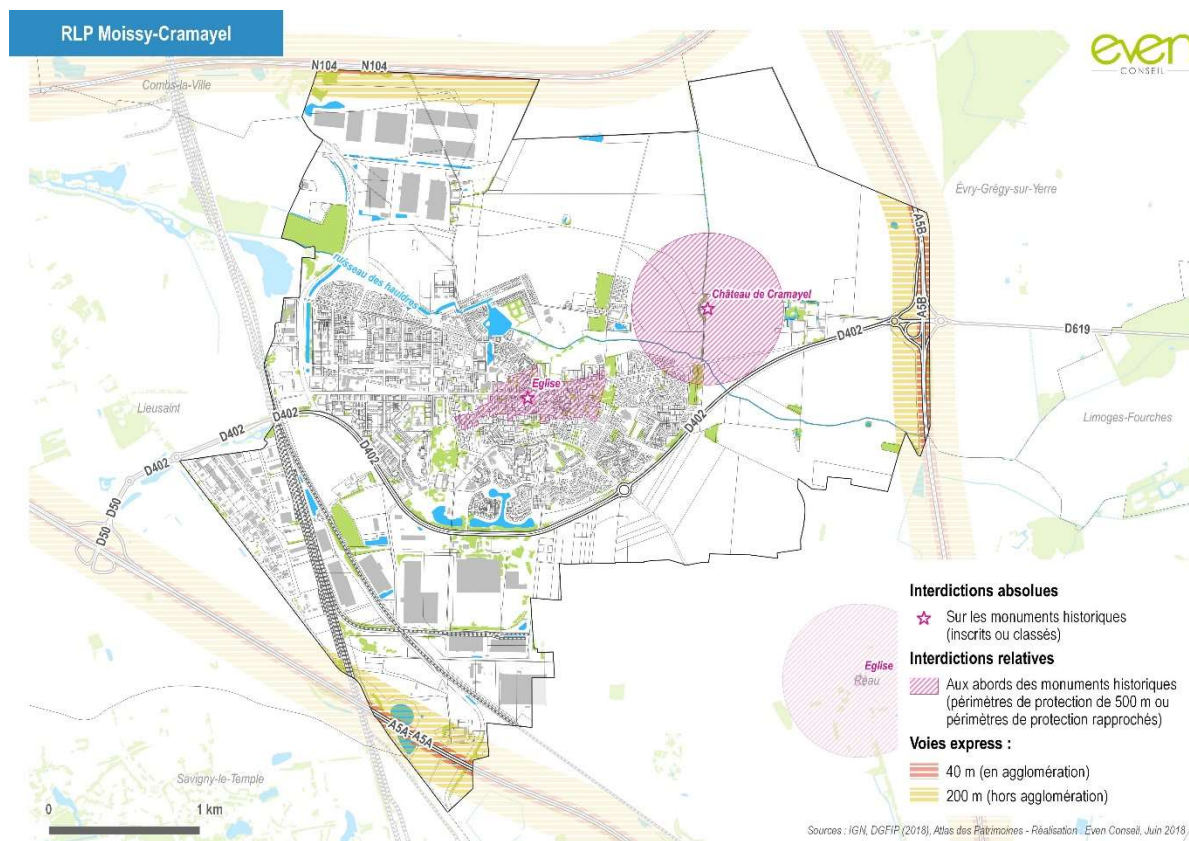 RLP Moissy-Cramayel
even
CONSEIL
N104
N104
Combs-la-Ville
Évry-Grégy-sur-Yerre
A5B
A5B
ruisseau des hauldres
Château de Cramayel
D402
D619
Eglise
Lieusaint
D402
D402
D402
D402
Limoges-Fourches
D50
D50
A5A
A5A
Eglise
Réau
Savigny-le-Temple
0
1 km
Interdictions absolues
Sur les monuments historiques
(inscrits ou classés)
Interdictions relatives
Aux abords des monuments historiques
(périmètres de protection de 500 m ou
périmètres de protection rapprochés)
Voies express :
40 m (en agglomération)
200 m (hors agglomération)
Sources : IGN, DGFIP (2018), Atlas des Patrimoines - Réalisation : Even Conseil, Juin 2018